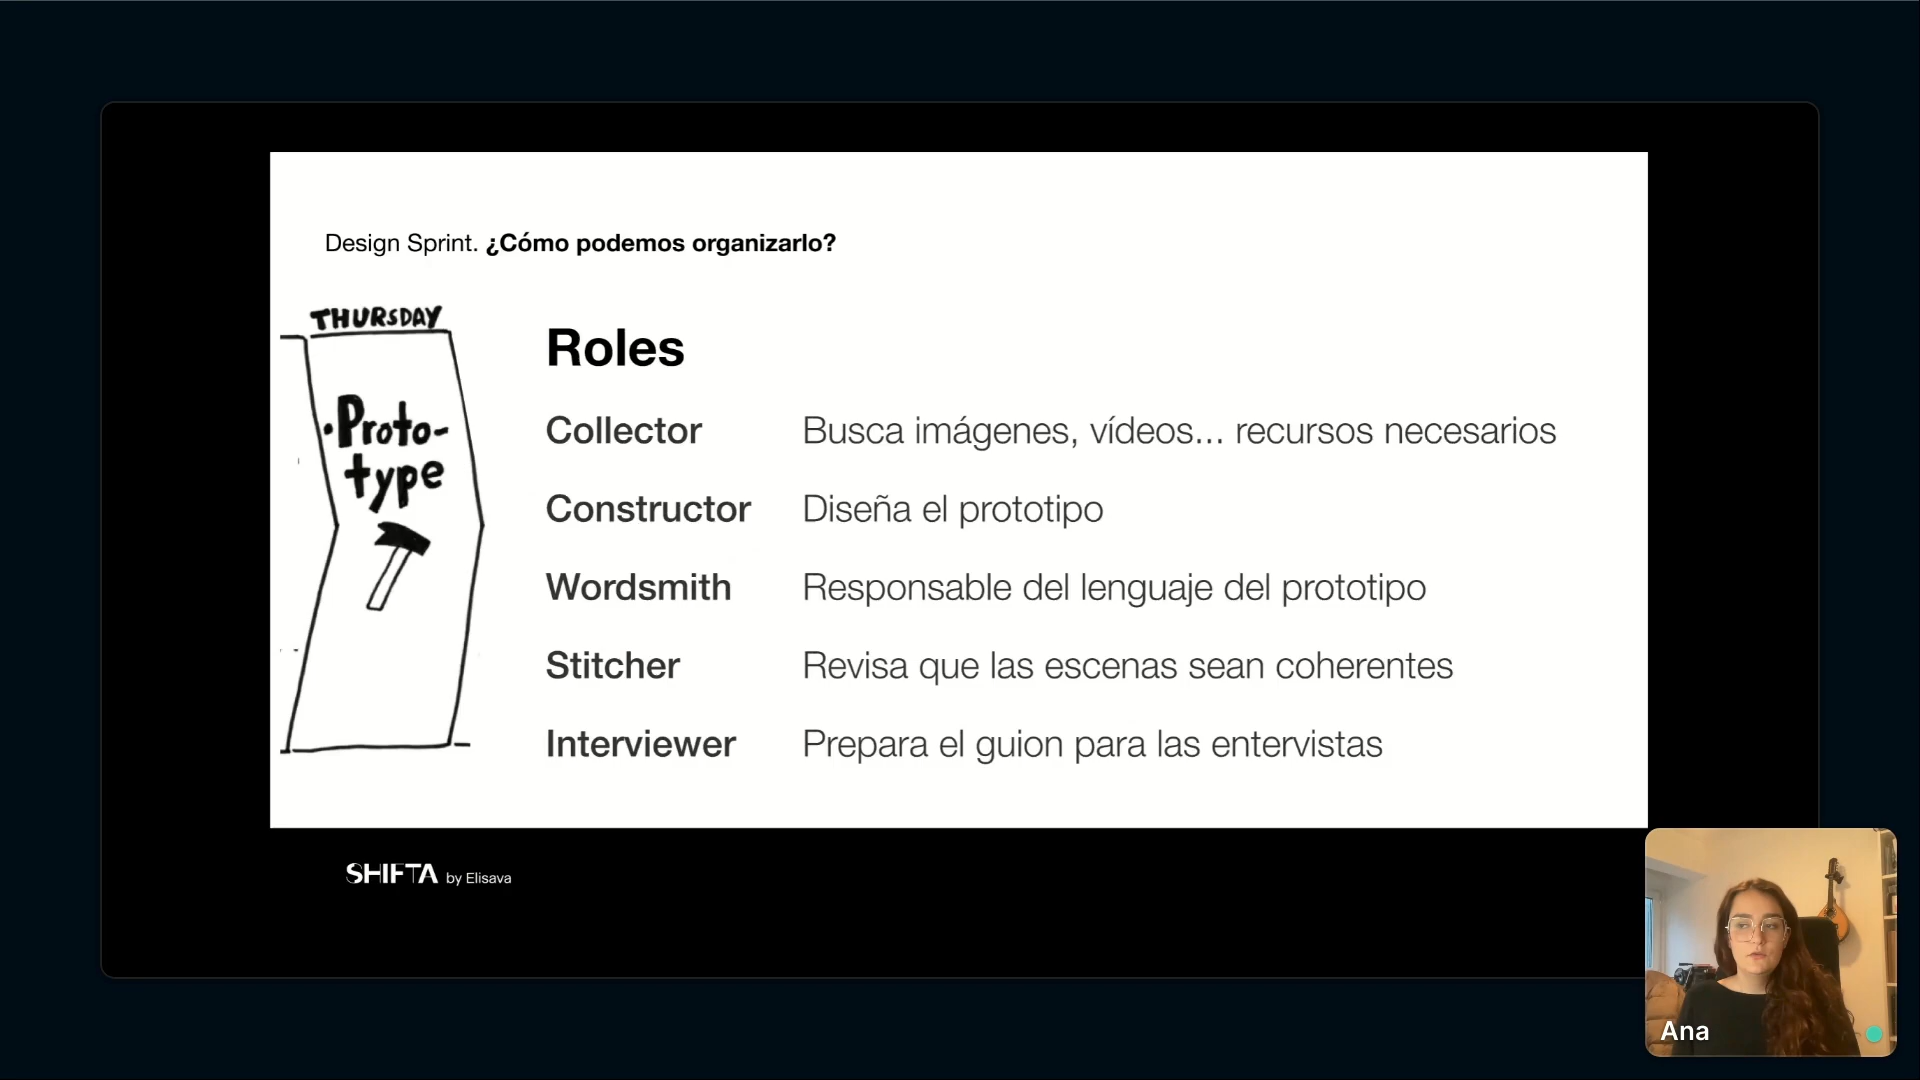 Design Sprint. ¿Cómo podemos organizarlo?
THURSDAY
•Proto-
type
Roles
Collector Busca imágenes, vídeos... recursos necesarios
Constructor Diseña el prototipo
Wordsmith Responsable del lenguaje del prototipo
Stitcher Revisa que las escenas sean coherentes
Interviewer Prepara el guion para las entervistas
SHIFTA by Elisava
Ana